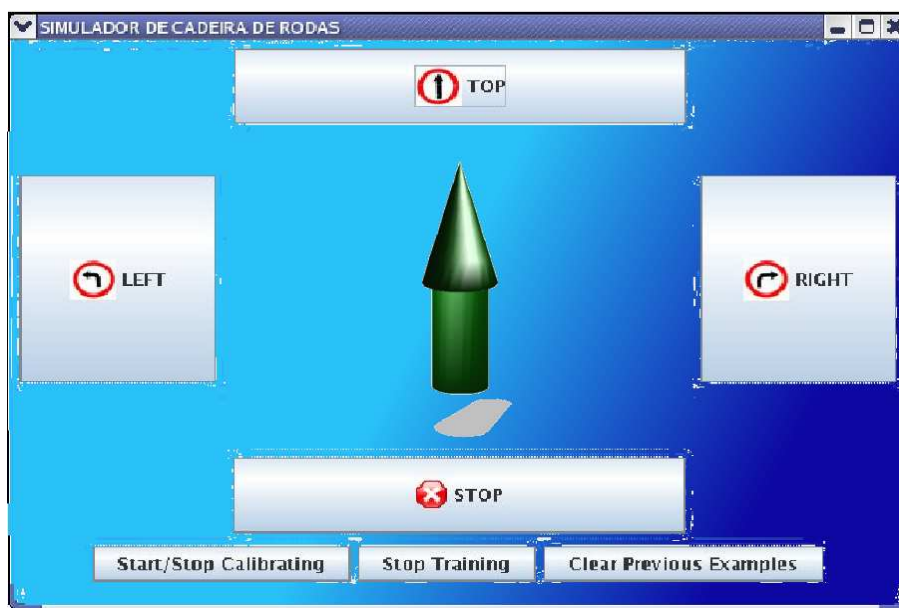 SIMULADOR DE CADEIRA DE RODAS
TOP
LEFT
RIGHT
STOP
Start/Stop Calibrating
Stop Training
Clear Previous Examples